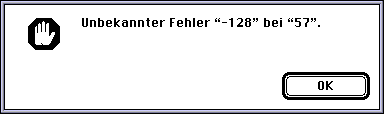 Unbekannter Fehler “-128” bei “57”.
OK